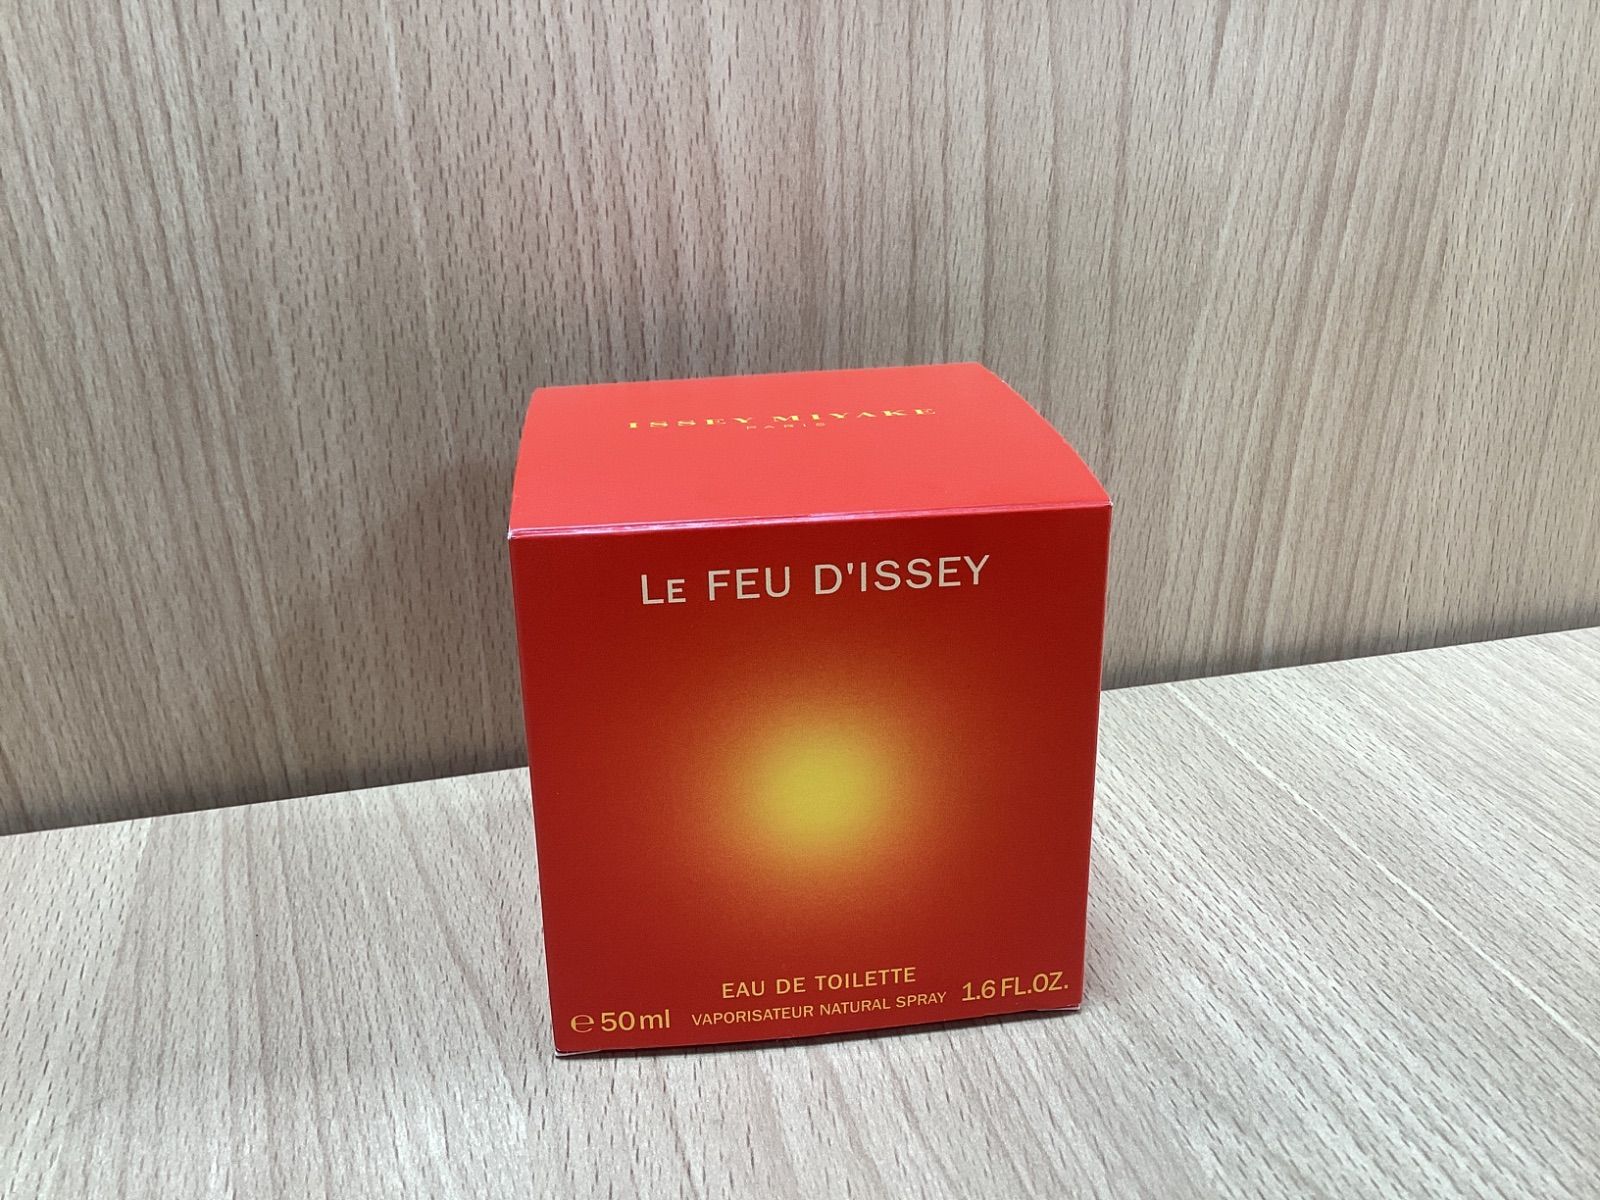 ISSEY MIYAKE
PARIS
LE FEU D'ISSEY
EAU DE TOILETTE
℮50ml VAPORISATEUR NATURAL SPRAY 1.6 FL.OZ.